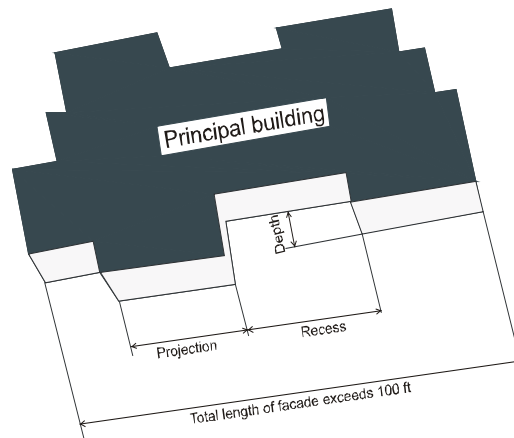 Principal building
Depth
Recess
Projection
Total length of facade exceeds 100 ft